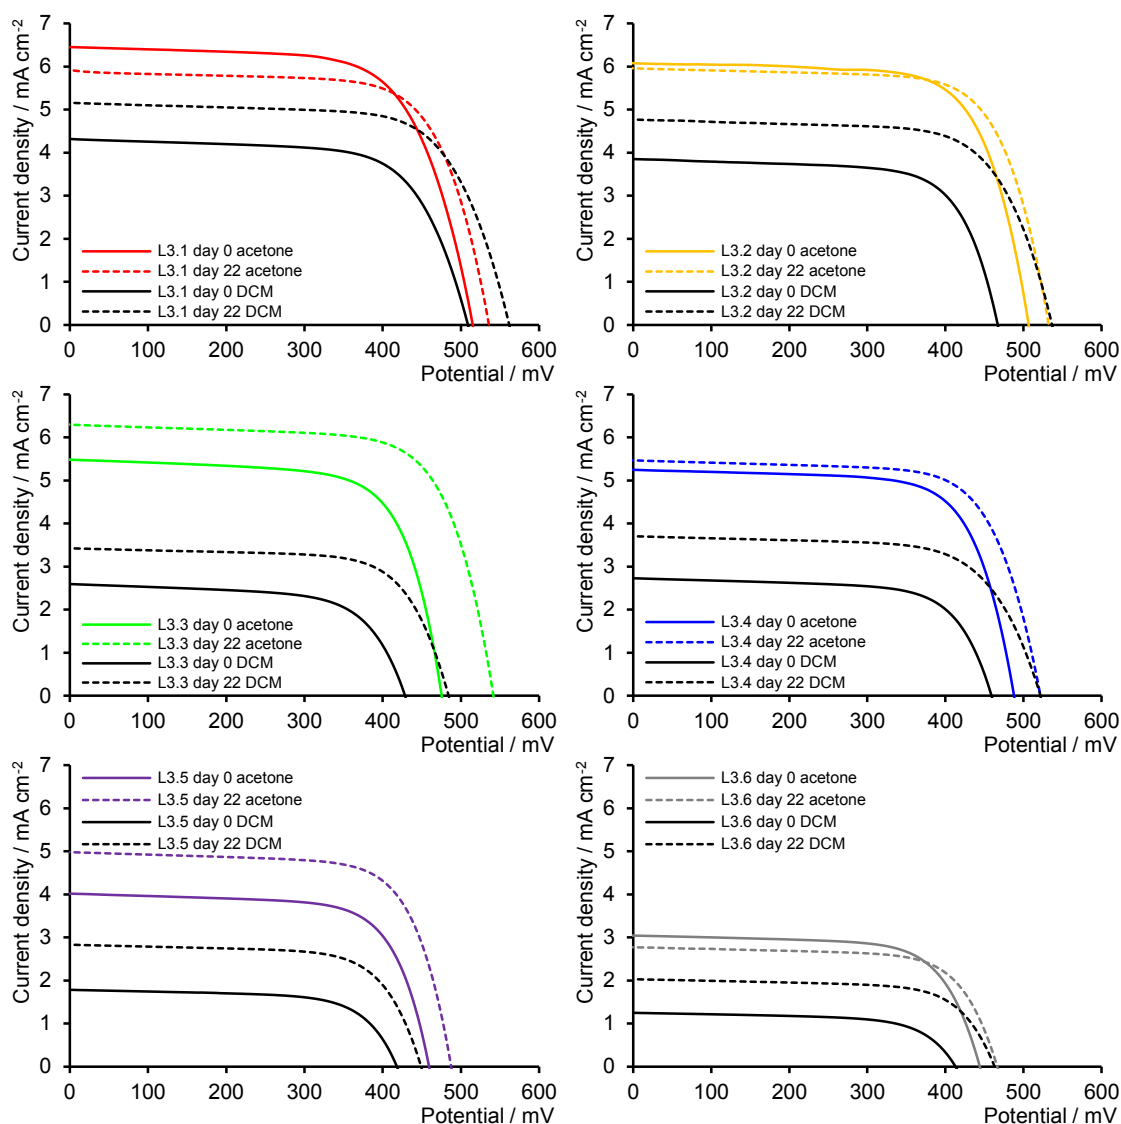 Current density / mA cm-2
7
6
5
4
3
2
1
0
L3.1 day 0 acetone
L3.1 day 22 acetone
L3.1 day 0 DCM
L3.1 day 22 DCM
0 100 200 300 400 500 600
Potential / mV
Current density / mA cm-2
7
6
5
4
3
2
1
0
L3.2 day 0 acetone
L3.2 day 22 acetone
L3.2 day 0 DCM
L3.2 day 22 DCM
0 100 200 300 400 500 600
Potential / mV
Current density / mA cm-2
7
6
5
4
3
2
1
0
L3.3 day 0 acetone
L3.3 day 22 acetone
L3.3 day 0 DCM
L3.3 day 22 DCM
0 100 200 300 400 500 600
Potential / mV
Current density / mA cm-2
7
6
5
4
3
2
1
0
L3.4 day 0 acetone
L3.4 day 22 acetone
L3.4 day 0 DCM
L3.4 day 22 DCM
0 100 200 300 400 500 600
Potential / mV
Current density / mA cm-2
7
6
5
4
3
2
1
0
L3.5 day 0 acetone
L3.5 day 22 acetone
L3.5 day 0 DCM
L3.5 day 22 DCM
0 100 200 300 400 500 600
Potential / mV
Current density / mA cm-2
7
6
5
4
3
2
1
0
L3.6 day 0 acetone
L3.6 day 22 acetone
L3.6 day 0 DCM
L3.6 day 22 DCM
0 100 200 300 400 500 600
Potential / mV